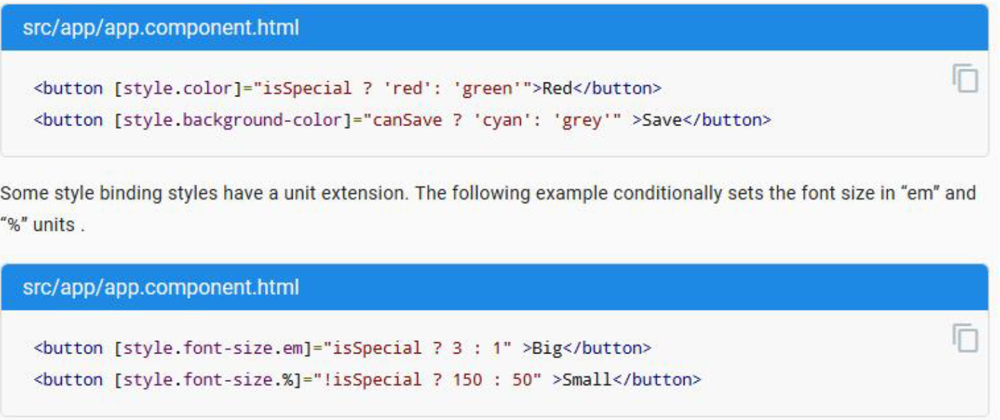 src/app/app.component.html
<button [style.color]="isSpecial ? 'red': 'green'">Red</button>
<button [style.background-color]="canSave ? 'cyan': 'grey'" >Save</button>
Some style binding styles have a unit extension. The following example conditionally sets the font size in “em” and
“%” units .
src/app/app.component.html
<button [style.font-size.em]="isSpecial ? 3 : 1" >Big</button>
<button [style.font-size.%]="!isSpecial ? 150 : 50" >Small</button>